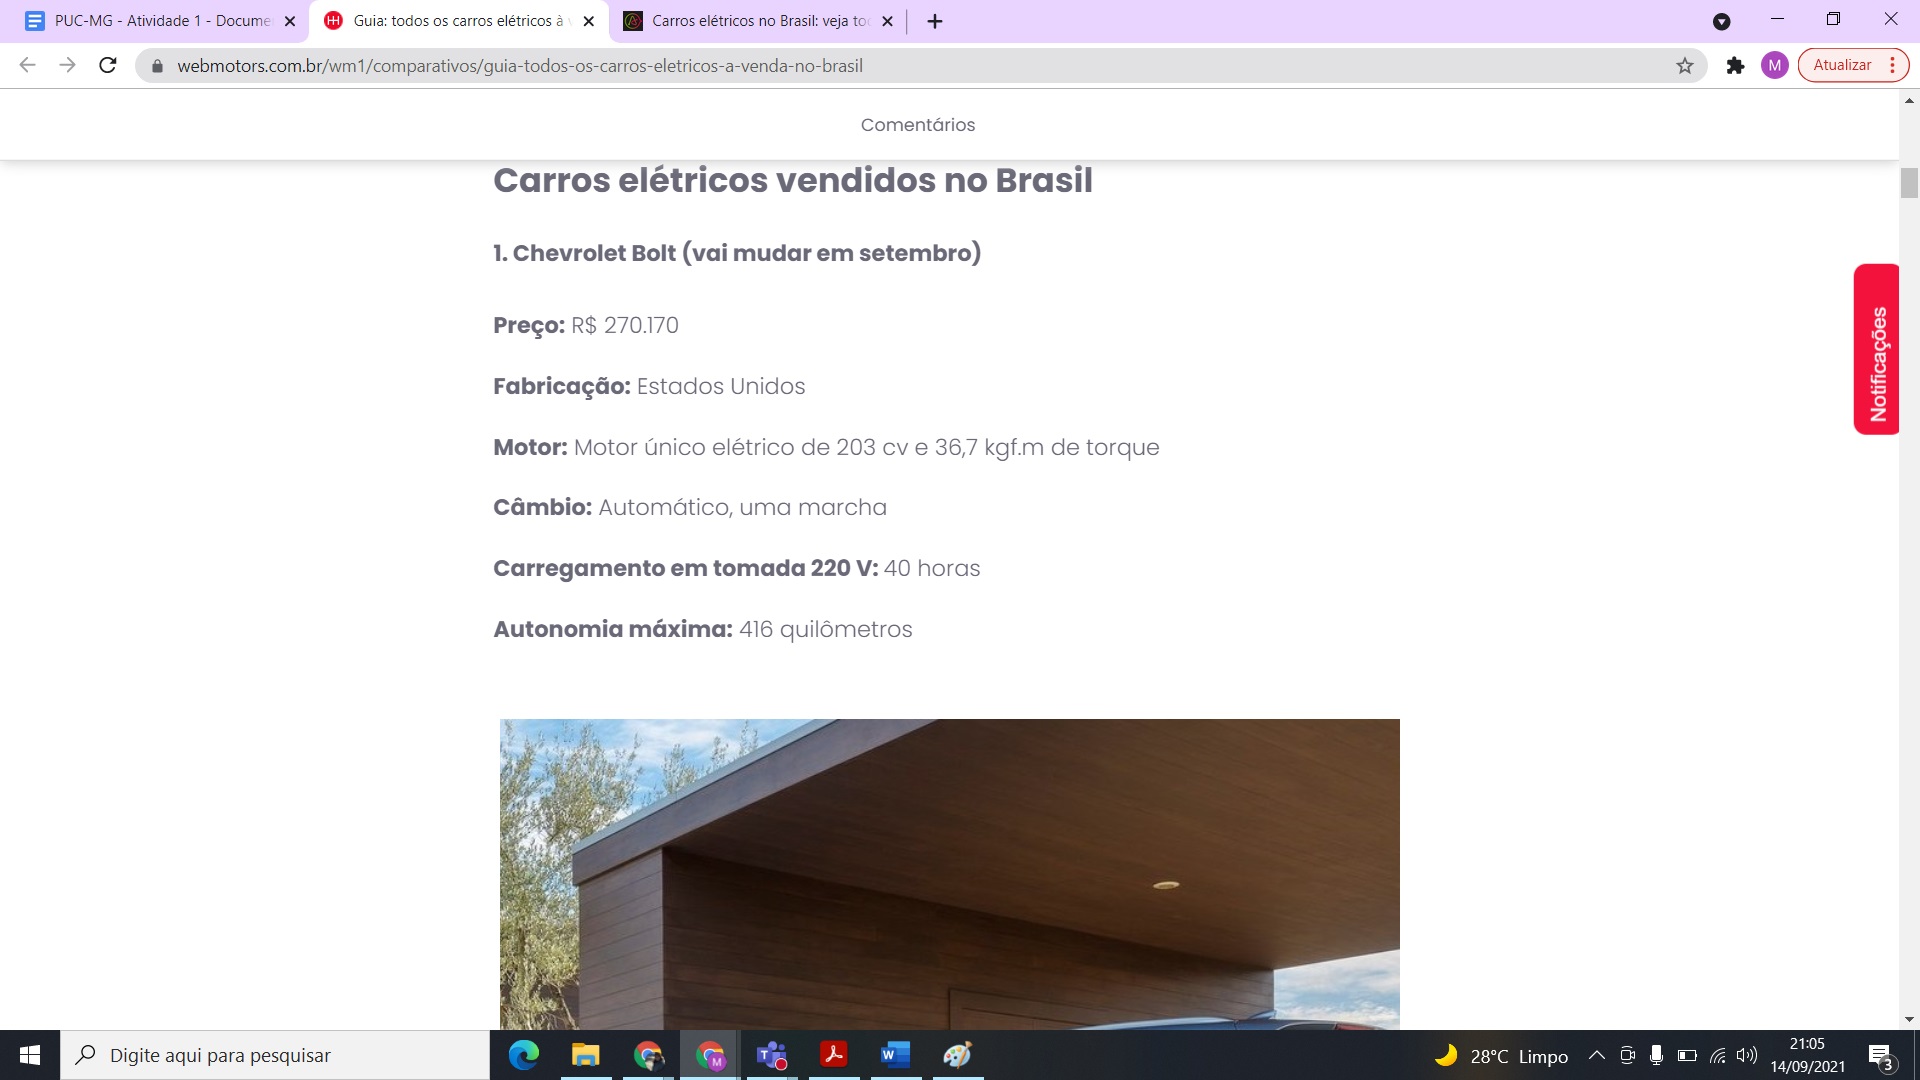 PUC-MG - Atividade 1 - Docume
Guia: todos os carros elétricos à v
Carros elétricos no Brasil: veja to
webmotors.com.br/wm1/comparativos/guia-todos-os-carros-eletricos-a-venda-no-brasil
M
Atualizar
Comentários
Carros elétricos vendidos no Brasil
1. Chevrolet Bolt (vai mudar em setembro)
Preço: R$ 270.170
Fabricação: Estados Unidos
Motor: Motor único elétrico de 203 cv e 36,7 kgf.m de torque
Câmbio: Automático, uma marcha
Carregamento em tomada 220 V: 40 horas
Autonomia máxima: 416 quilômetros
Notificações
Digite aqui para pesquisar
28°C Limpo
21:05
14/09/2021
3